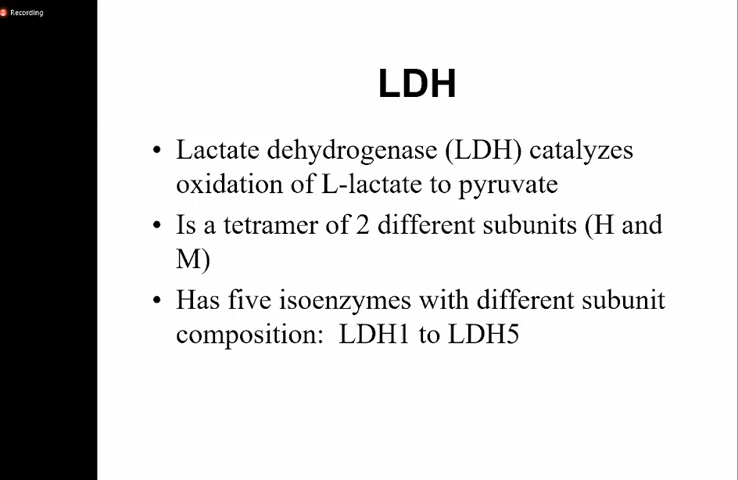 Recording
LDH
• Lactate dehydrogenase (LDH) catalyzes
oxidation of L-lactate to pyruvate
• Is a tetramer of 2 different subunits (H and
M)
• Has five isoenzymes with different subunit
composition:  LDH1 to LDH5